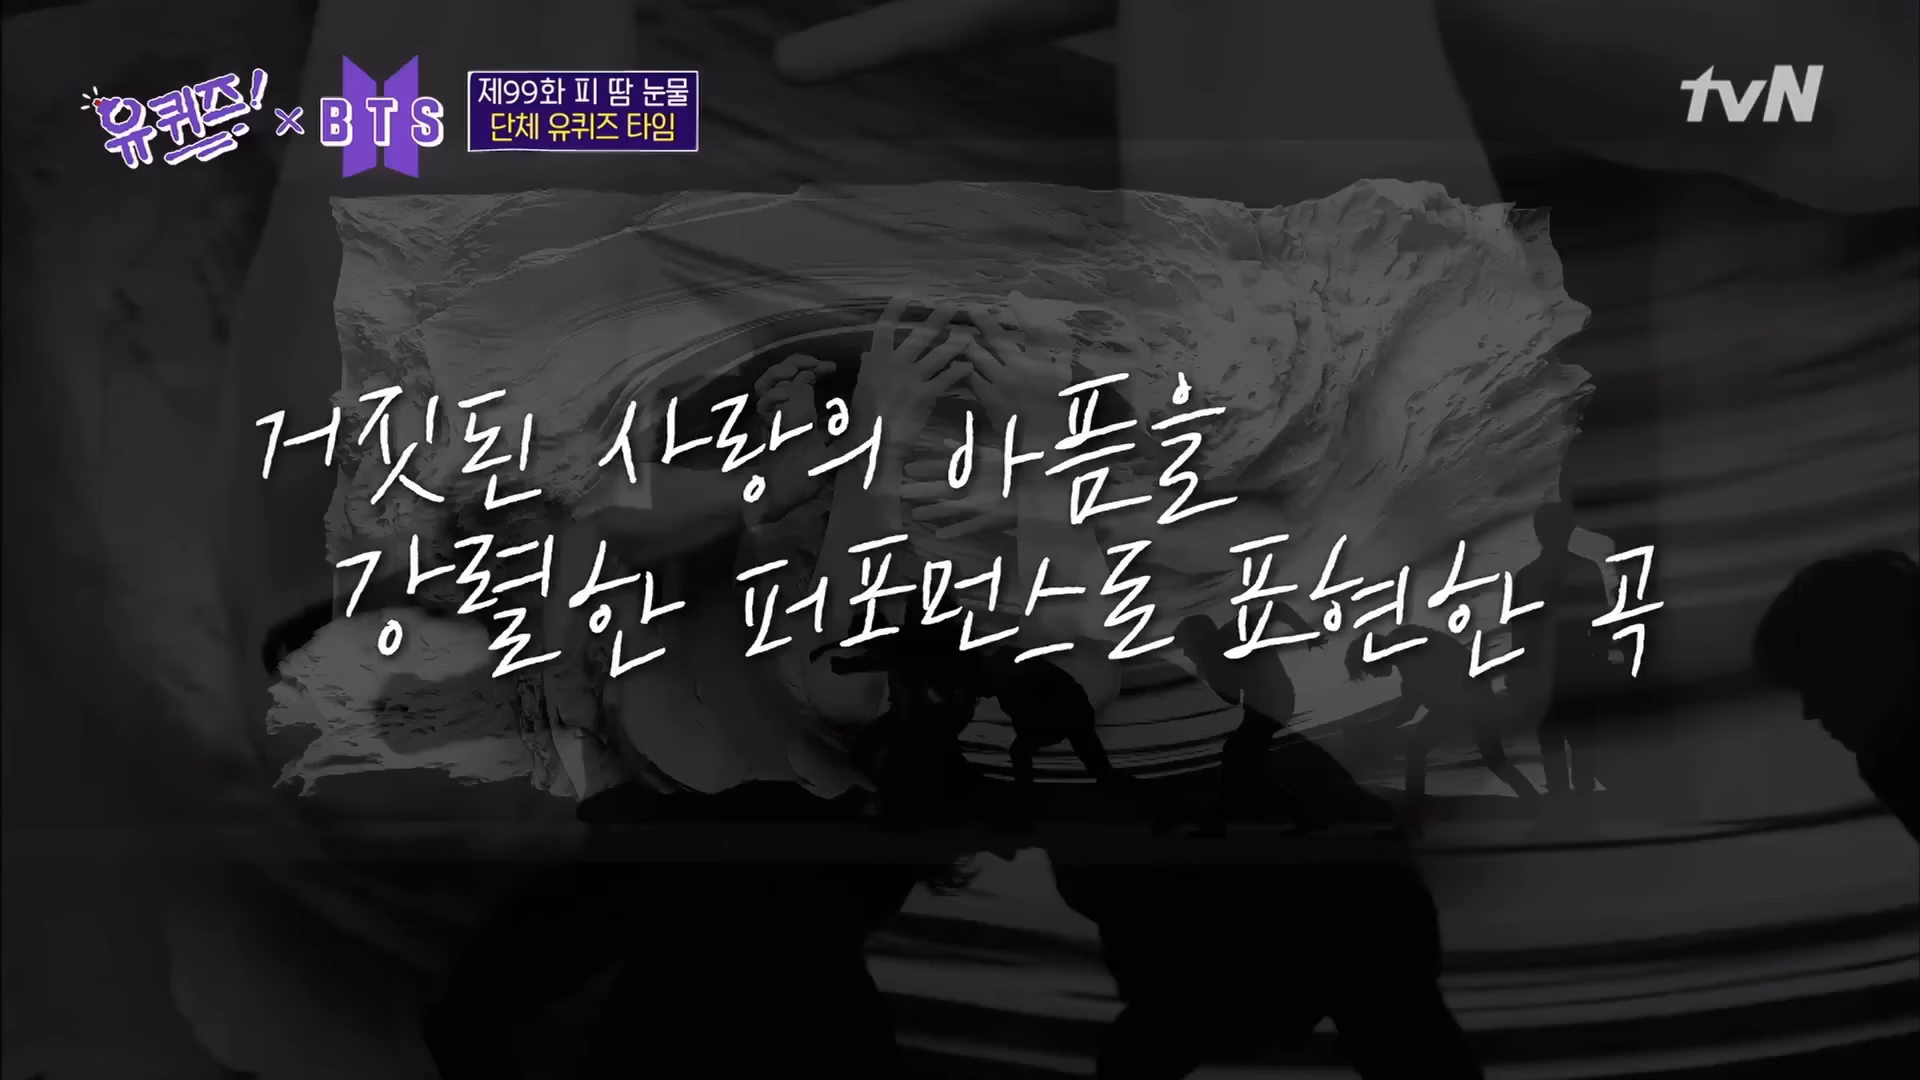 유퀴즈! × BTS
제99화 피 땀 눈물
단체 유퀴즈 타임
tvN
거짓된 사랑의 아픔을
강렬한 퍼포먼스로 표현한 곡